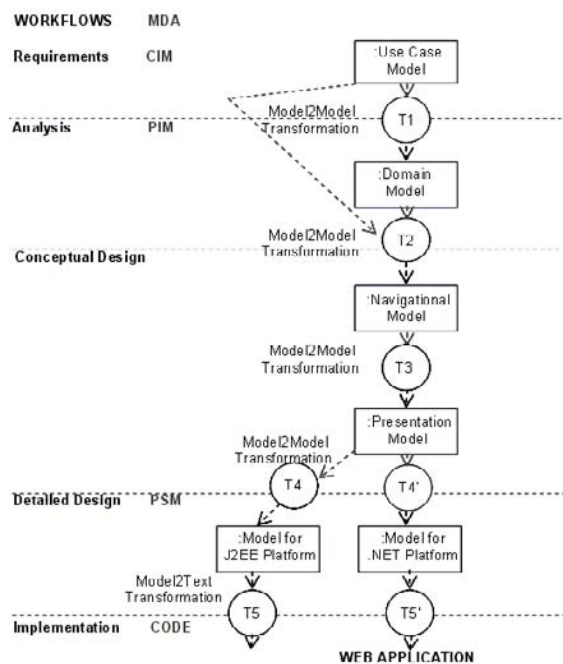 WORKFLOWS MDA
Requirements CIM
:Use Case
Model
Model2Model
Transformation
T1
Analysis PIM
:Domain
Model
Model2Model
Transformation
T2
Conceptual Design
:Navigational
Model
Model2Model
Transformation
T3
:Presentation
Model
Model2Model
Transformation
T4
T4'
Detailed Design PSM
:Model for
J2EE Platform
:Model for
.NET Platform
Model2Text
Transformation
T5
T5'
Implementation CODE
WEB APPLICATION